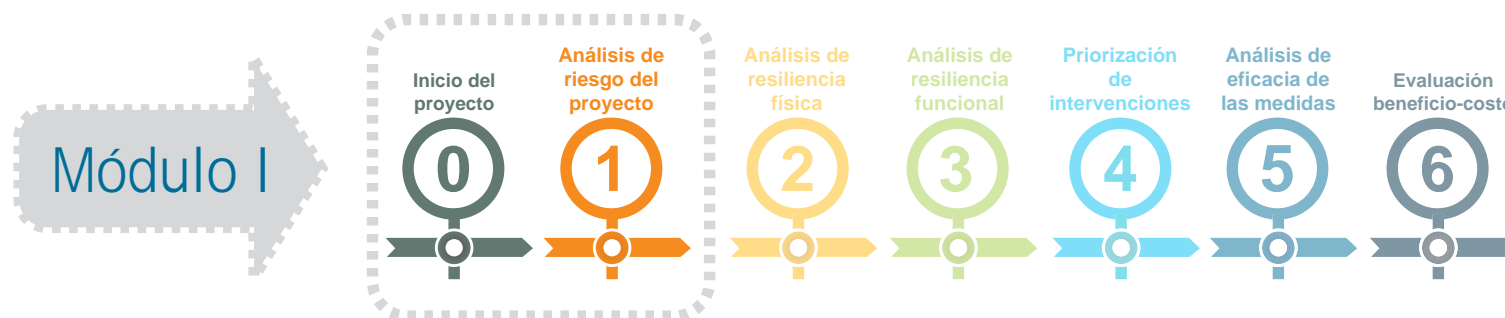 Módulo I
Inicio del
proyecto
0
Análisis de
riesgo del
proyecto
1
Análisis de
resiliencia
física
2
Análisis de
resiliencia
funcional
3
Priorización
de
intervenciones
4
Análisis de
eficacia de
las medidas
5
Evaluación
beneficio-costo
6